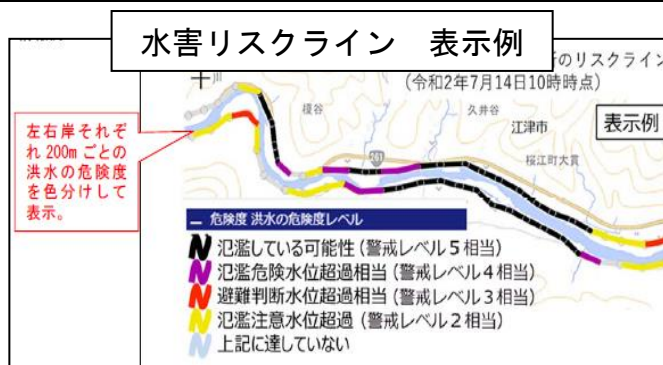 水害リスクライン 表示例
のリスクライン
(令和2年7月14日10時時点)
川
榎谷
久井谷
江津市
表示例
261
桜江町大貫
左右岸それぞ
れ 200m ごとの
洪水の危険度
を色分けして
表示。
危険度 洪水の危険度レベル
氾濫している可能性 (警戒レベル5相当)
氾濫危険水位超過相当 (警戒レベル4相当)
避難判断水位超過相当 (警戒レベル3相当)
氾濫注意水位超過 (警戒レベル2相当)
上記に達していない